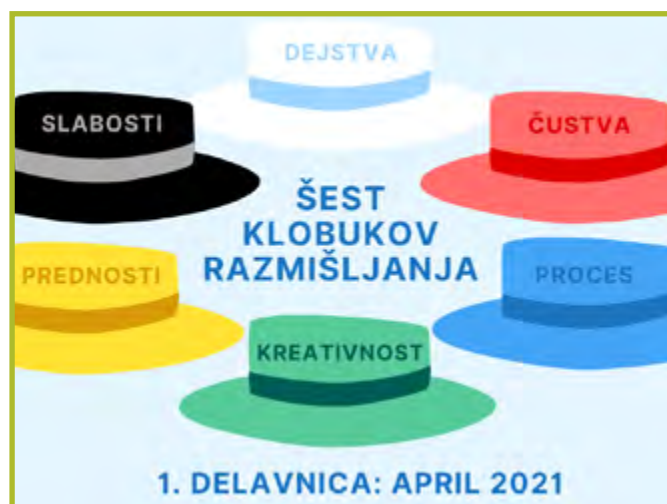 DEJSTVA
SLABOSTI
ČUSTVA
ŠEST
KLOBUKOV
RAZMIŠLJANJA
PREDNOSTI
PROCES
KREATIVNOST
1. DELAVNICA: APRIL 2021